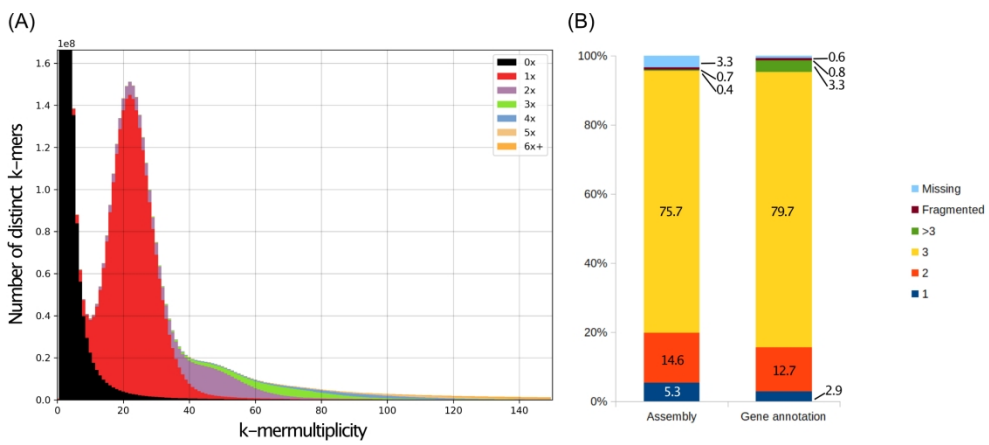 (A)
(B)
1e8
1.6
1.4
1.2
1.0
0.8
0.6
0.4
0.2
0.0
0
20
40
60
80
100
120
140
Number of distinct k-mers
k-mermultiplicity
0x
1x
2x
3x
4x
5x
6x+
100%
80%
60%
40%
20%
0%
3.3
0.7
0.4
75.7
14.6
5.3
0.6
0.8
3.3
79.7
12.7
2.9
Assembly
Gene annotation
Missing
Fragmented
>3
3
2
1